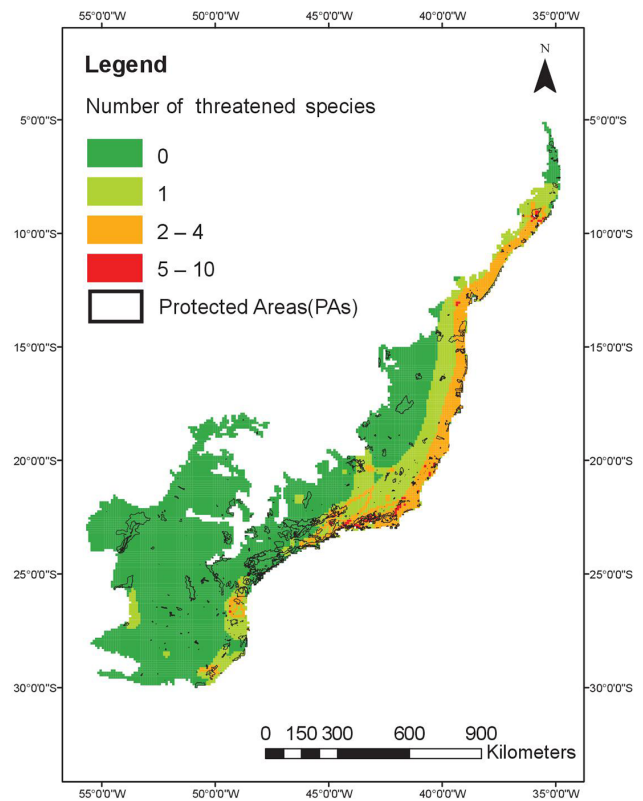 55°0'0"W 50°0'0"W 45°0'0"W 40°0'0"W 35°0'0"W
N
Legend
Number of threatened species
0
1
2 – 4
5 – 10
Protected Areas(PAs)
5°0'0"S 5°0'0"S
10°0'0"S 10°0'0"S
15°0'0"S 15°0'0"S
20°0'0"S 20°0'0"S
25°0'0"S 25°0'0"S
30°0'0"S 30°0'0"S
0 150 300 600 900
Kilometers
55°0'0"W 50°0'0"W 45°0'0"W 40°0'0"W 35°0'0"W